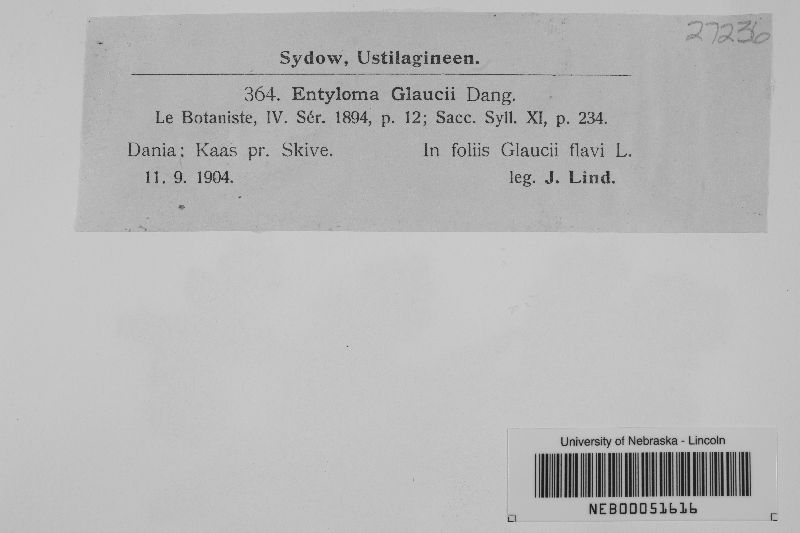 27236
Sydow, Ustilagineen.
364. Entyloma Glaucii Dang.
Le Botaniste, IV. Sér. 1894, p. 12; Sacc. Syll. XI, p. 234.
Dania; Kaas pr. Skive. In foliis Glaucii flavi L.
11. 9. 1904. leg. J. Lind.
University of Nebraska - Lincoln
NEB00051616